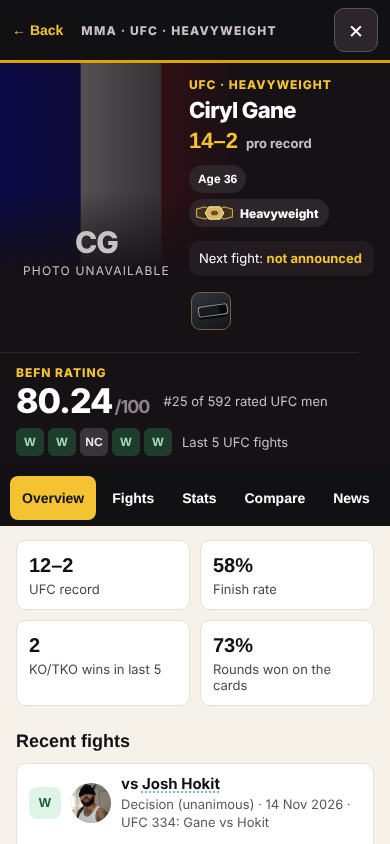 ← Back MMA · UFC · HEAVYWEIGHT ×
UFC · HEAVYWEIGHT
Ciryl Gane
14–2 pro record
Age 36
Heavyweight
Next fight: not announced
CG
PHOTO UNAVAILABLE
BEFN RATING
80.24/100 #25 of 592 rated UFC men
W W NC W W Last 5 UFC fights
Overview Fights Stats Compare News
12–2
UFC record
58%
Finish rate
2
KO/TKO wins in last 5
73%
Rounds won on the
cards
Recent fights
W
vs Josh Hokit
Decision (unanimous) · 14 Nov 2026 ·
UFC 334: Gane vs Hokit